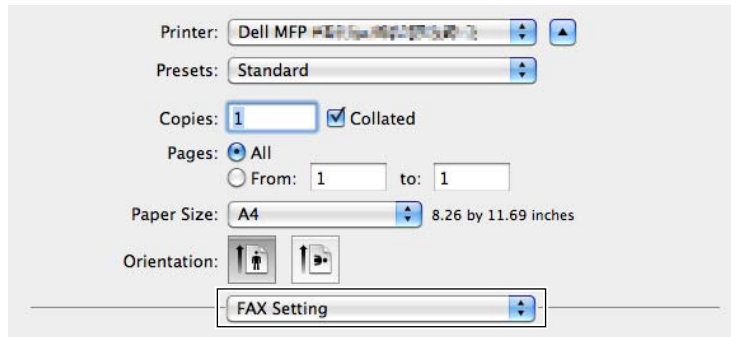 Printer: Dell MFP
Presets: Standard
Copies: 1 Collated
Pages: All
From: 1 to: 1
Paper Size: A4 8.26 by 11.69 inches
Orientation:
FAX Setting